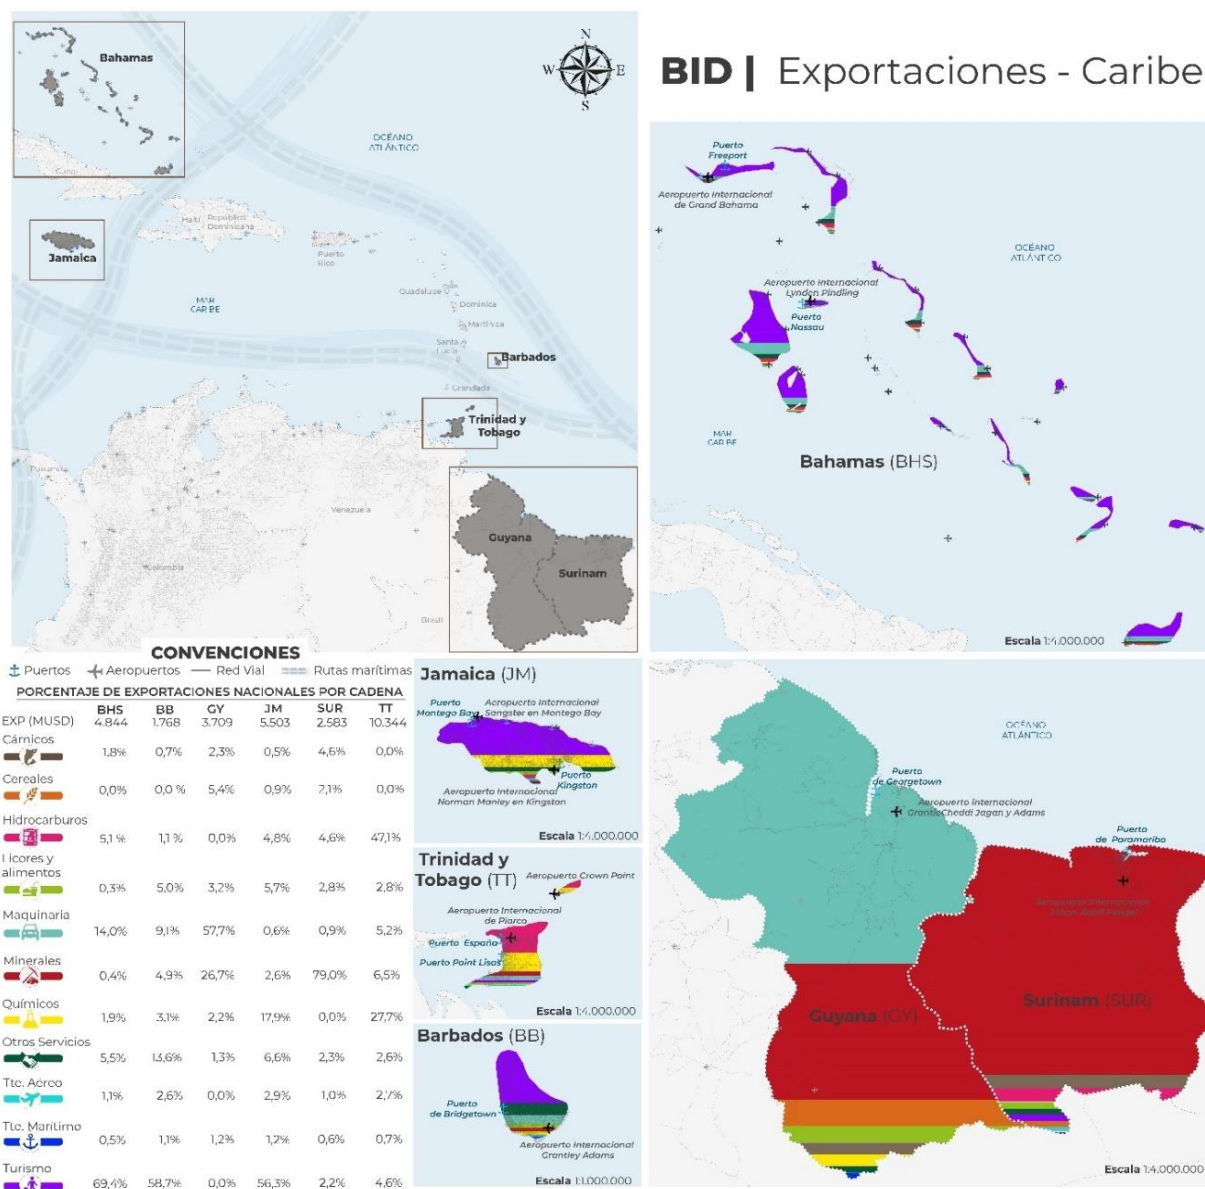 BID | Exportaciones - Caribe
N
W E
S
Bahamas
OCÉANO
ATLÁNTICO
Cuba
Haití República
Dominicana
Jamaica
Puerto
Rico
MAR
CARIBE
Guadalupe
Dominica
Martinica
Santa
Lucía
Barbados
Grandada
Trinidad y
Tobago
Panamá
Venezuela
Colombia
Guyana
Surinam
Brasil
Puerto
Freeport
Aeropuerto Internacional
de Grand Bahama
OCÉANO
ATLÁNTICO
Aeropuerto Internacional
Lynden Pindling
Puerto
Nassau
MAR
CARIBE
Bahamas (BHS)
Escala 1:4.000.000
CONVENCIONES
Puertos Aeropuertos Red Vial Rutas marítimas
PORCENTAJE DE EXPORTACIONES NACIONALES POR CADENA
BHS BB GY JM SUR TT
EXP (MUSD) 4.844 1.768 3.709 5.503 2.583 10.344
Cárnicos
1,8% 0,7% 2,3% 0,5% 4,6% 0,0%
Cereales
0,0% 0,0 % 5,4% 0,9% 2,1% 0,0%
Hidrocarburos
5,1 % 1,1 % 0,0% 4,8% 4,6% 47,1%
Licores y
alimentos
0,3% 5,0% 3,2% 5,7% 2,8% 2,8%
Maquinaria
14,0% 9,1% 57,7% 0,6% 0,9% 5,2%
Minerales
0,4% 4,9% 26,7% 2,6% 79,0% 6,5%
Químicos
1,9% 3,1% 2,2% 17,9% 0,0% 27,7%
Otros Servicios
5,5% 13,6% 1,3% 6,6% 2,3% 2,6%
Tte. Aéreo
1,1% 2,6% 0,0% 2,9% 1,0% 2,7%
Tte. Marítimo
0,5% 1,1% 1,2% 1,2% 0,6% 0,7%
Turismo
69,4% 58,7% 0,0% 56,3% 2,2% 4,6%
Jamaica (JM)
Puerto
Montego Bay
Aeropuerto Internacional
Sangster en Montego Bay
Puerto
Kingston
Aeropuerto Internacional
Norman Manley en Kingston
Escala 1:4.000.000
Trinidad y
Tobago (TT)
Aeropuerto Crown Point
Aeropuerto Internacional
de Piarco
Puerto España
Puerto Point Lisos
Escala 1:4.000.000
Barbados (BB)
Puerto
de Bridgetown
Aeropuerto Internacional
Grantley Adams
Escala 1:1.000.000
OCÉANO
ATLÁNTICO
Puerto
de Georgetown
Aeropuerto internacional
Cheddi Jagan y Adams
Puerto
de Paramaribo
Aeropuerto Internacional
Surinam (SUR)
Guyana (GY)
Escala 1:4.000.000